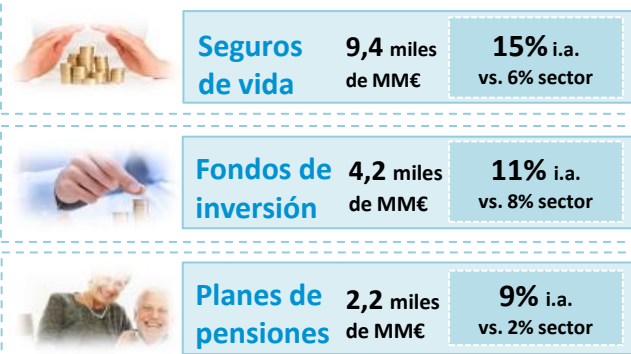 Seguros 9,4 miles 15% i.a.
de vida de MM€ vs. 6% sector
Fondos de 4,2 miles 11% i.a.
inversión de MM€ vs. 8% sector
Planes de 2,2 miles 9% i.a.
pensiones de MM€ vs. 2% sector